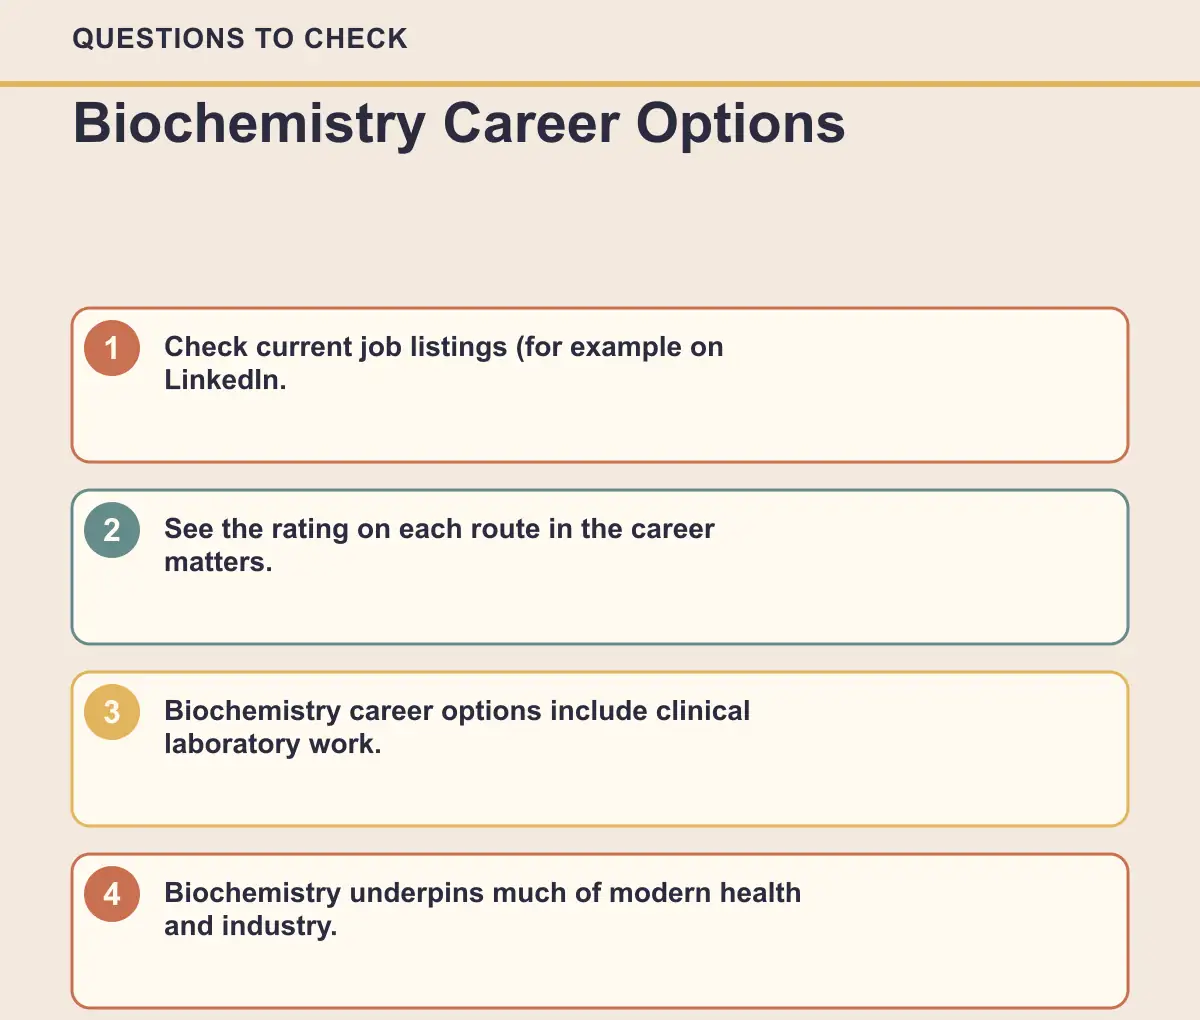 QUESTIONS TO CHECK
Biochemistry Career Options
1
Check current job listings (for example on
LinkedIn.
2
See the rating on each route in the career
matters.
3
Biochemistry career options include clinical
laboratory work.
4
Biochemistry underpins much of modern health
and industry.